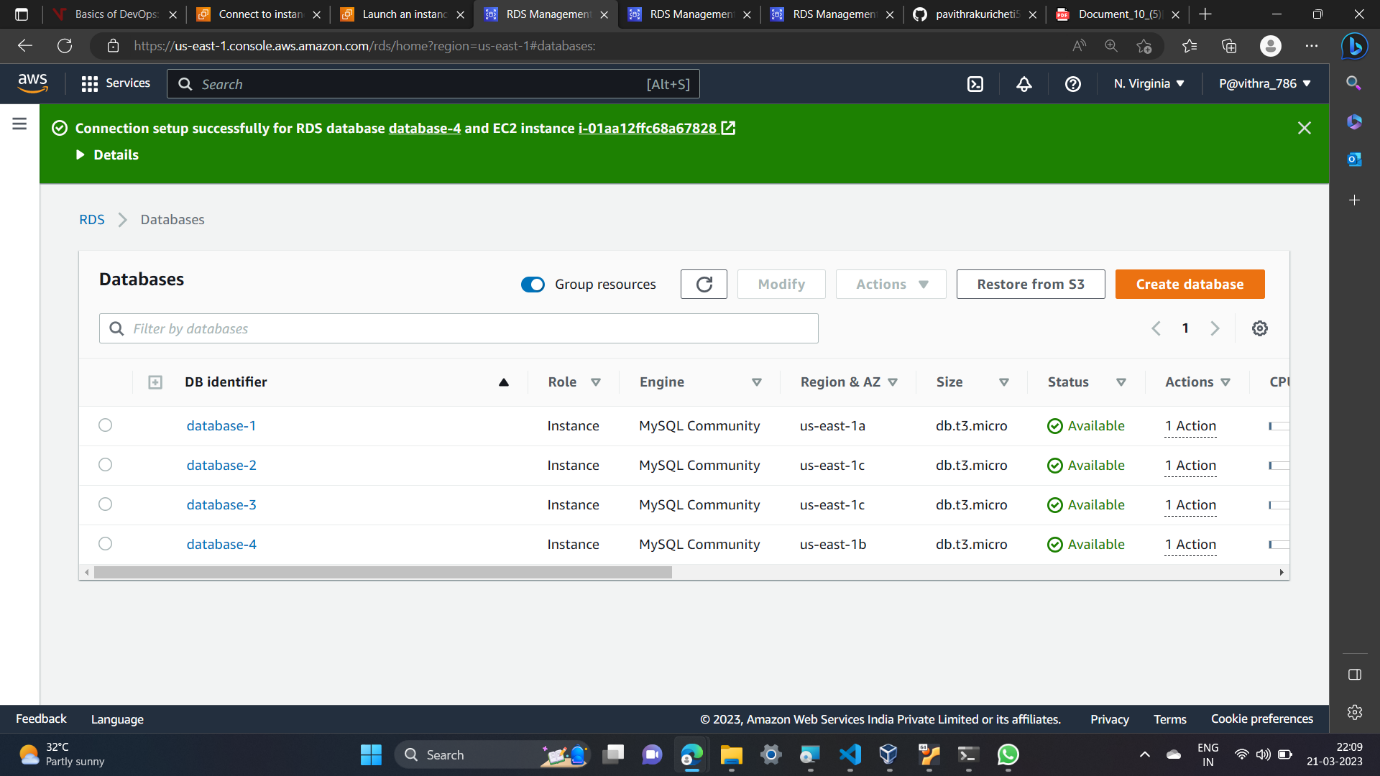 Basics of DevOps:
Connect to instan
Launch an instanc
RDS Management
RDS Management
RDS Management
pavithrakuricheti5
Document_10_(5)
https://us-east-1.console.aws.amazon.com/rds/home?region=us-east-1#databases:
aws
Services
Search
[Alt+S]
N. Virginia
P@vithra_786
Connection setup successfully for RDS database database-4 and EC2 instance i-01aa12ffc68a67828
Details
RDS
Databases
Databases
Group resources
Modify
Actions
Restore from S3
Create database
Filter by databases
1
DB identifier Role Engine Region & AZ Size Status Actions CPU
database-1 Instance MySQL Community us-east-1a db.t3.micro Available 1 Action
database-2 Instance MySQL Community us-east-1c db.t3.micro Available 1 Action
database-3 Instance MySQL Community us-east-1c db.t3.micro Available 1 Action
database-4 Instance MySQL Community us-east-1b db.t3.micro Available 1 Action
Feedback
Language
© 2023, Amazon Web Services India Private Limited or its affiliates.
Privacy
Terms
Cookie preferences
32°C
Partly sunny
Search
ENG
IN
22:09
21-03-2023